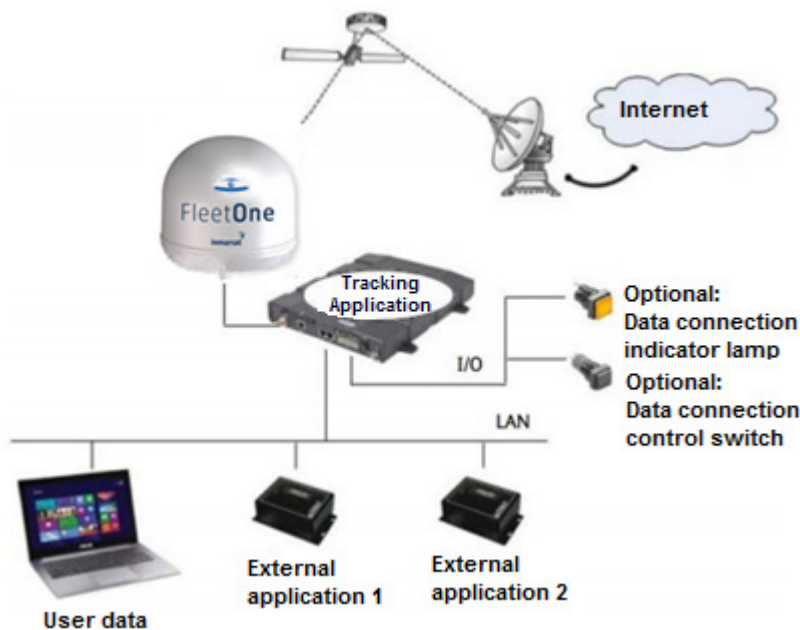 Internet
FleetOne
inmarsat
Tracking
Application
Optional:
Data connection
indicator lamp
I/O
Optional:
Data connection
control switch
LAN
External
application 1
External
application 2
User data